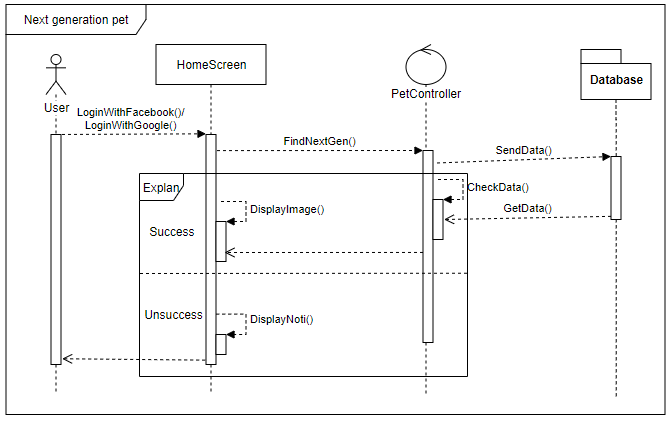 Next generation pet
HomeScreen
User
PetController
Database
LoginWithFacebook()/
LoginWithGoogle()
FindNextGen()
SendData()
Explan
CheckData()
DisplayImage()
GetData()
Success
Unsuccess
DisplayNoti()